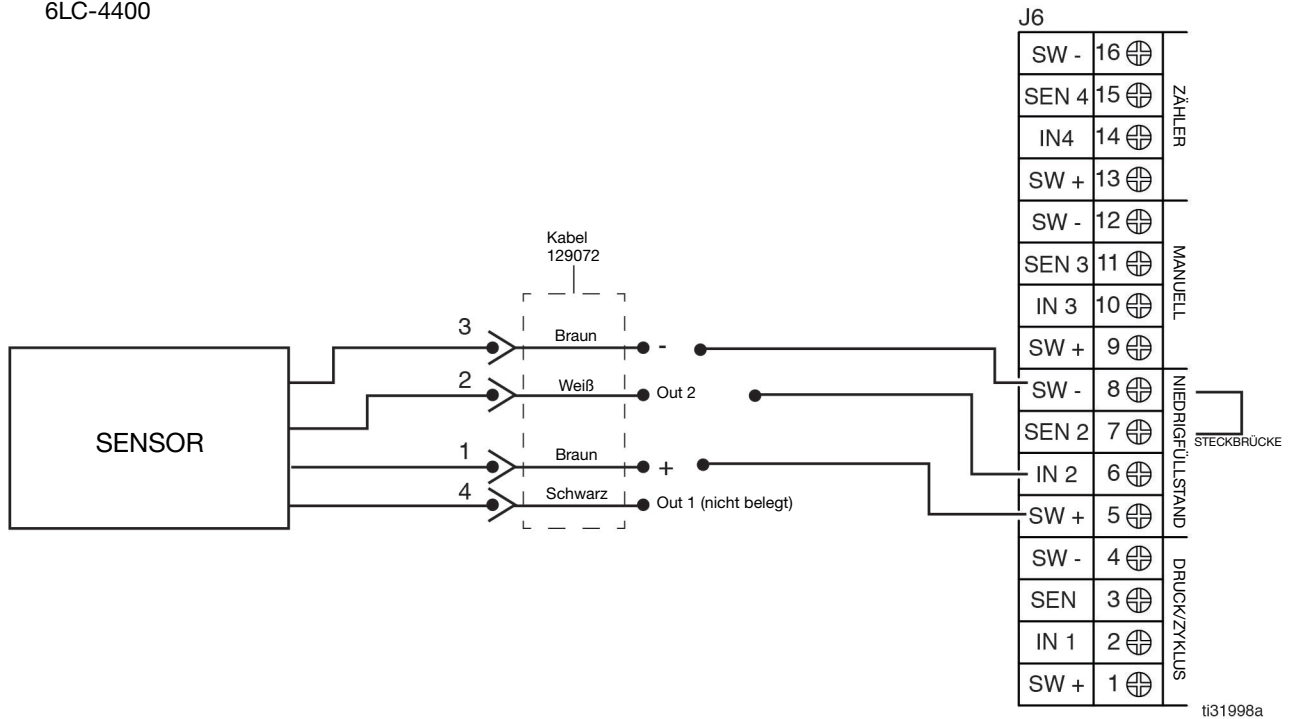 6LC-4400
J6
SW - 16
SEN 4 15
IN4 14
SW + 13
ZÄHLER
SW - 12
SEN 3 11
IN 3 10
SW + 9
MANUELL
SW - 8
SEN 2 7
IN 2 6
SW + 5
NIEDRIGFÜLLSTAND
STECKBRÜCKE
SW - 4
SEN 3
IN 1 2
SW + 1
DRUCK/ZYKLUS
Kabel
129072
SENSOR
3 Braun -
2 Weiß Out 2
1 Braun +
4 Schwarz Out 1 (nicht belegt)
ti31998a